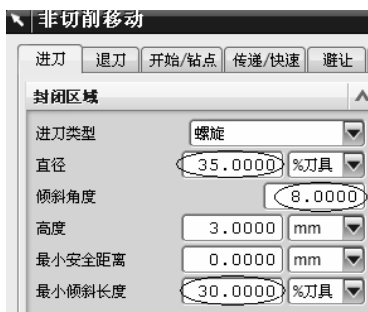 非切削移动
进刀 退刀 开始/钻点 传递/快速 避让
封闭区域
进刀类型 螺旋
直径 35.0000 %刀具
倾斜角度 8.0000
高度 3.0000 mm
最小安全距离 0.0000 mm
最小倾斜长度 30.0000 %刀具